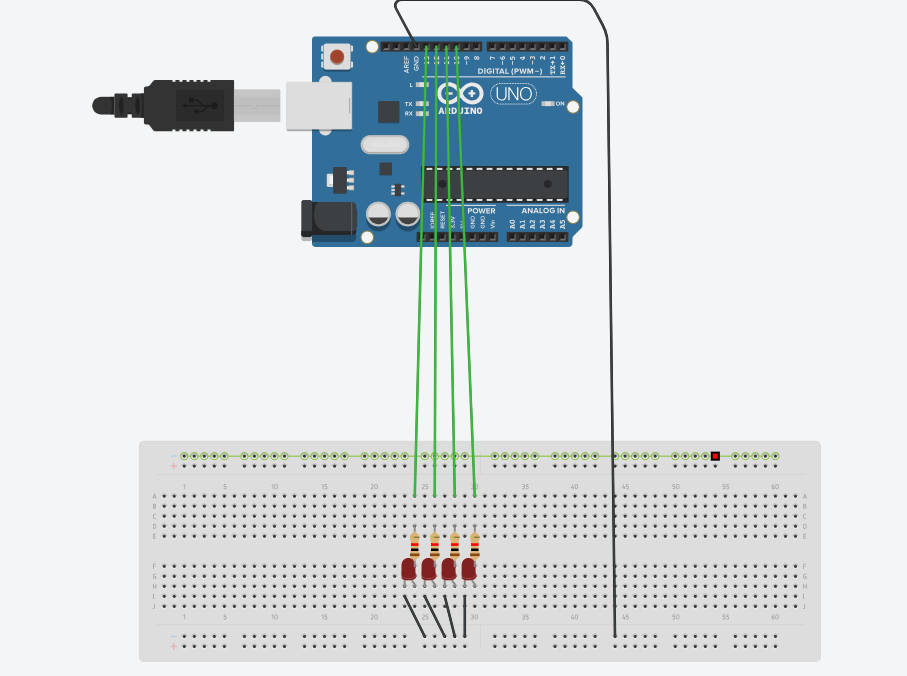 AREF
GND
13
12
11
10
~9
8
7
~6
~5
4
~3
2
TX→1
RX←0
DIGITAL (PWM~)
L
TX
RX
ARDUINO
UNO
ON
IOREF
RESET
3.3V
GND
GND
Vin
POWER
ANALOG IN
A0
A1
A2
A3
A4
A5
−
+
1 5 10 15 20 25 30 35 40 45 50 55 60
A A
B B
C C
D D
E E
F F
G G
H H
I I
J J
1 5 10 15 20 25 30 35 40 45 50 55 60
−
+